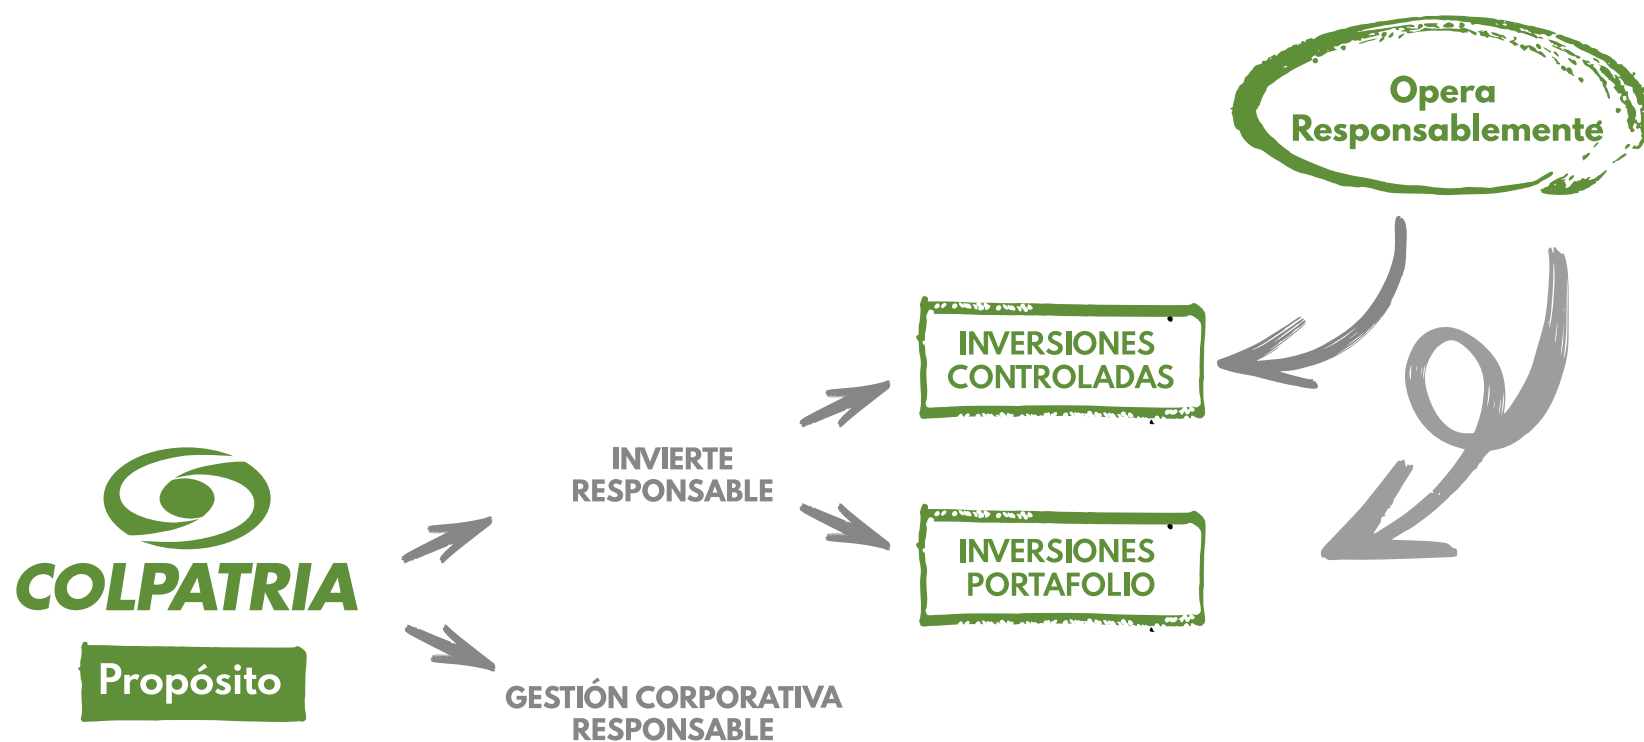 Opera
Responsablemente
INVERSIONES
CONTROLADAS
INVIERTE
RESPONSABLE
INVERSIONES
PORTAFOLIO
COLPATRIA
Propósito
GESTIÓN CORPORATIVA
RESPONSABLE